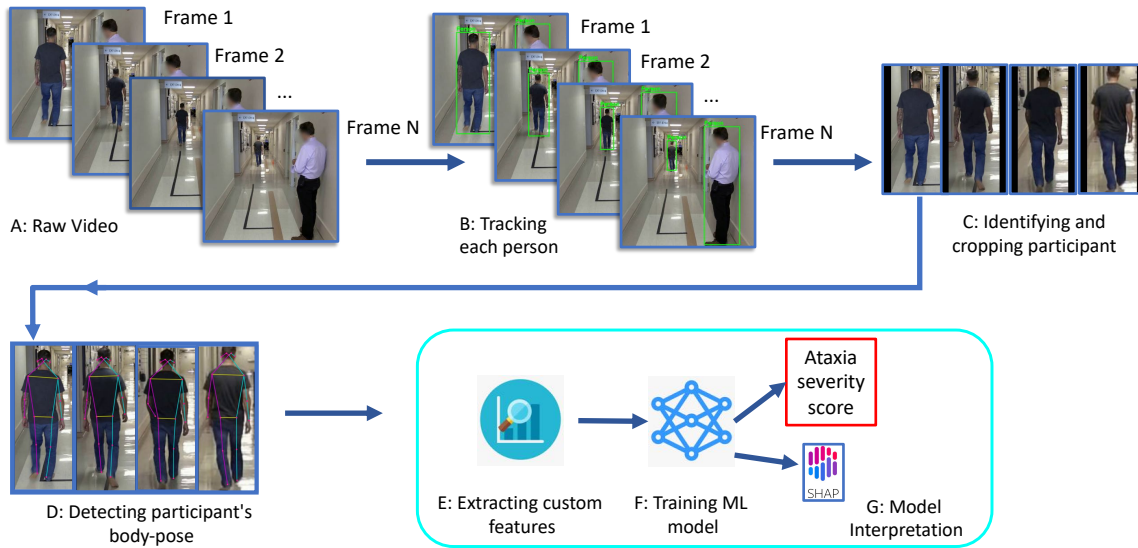 Frame 1
Frame 2
...
Frame N
A: Raw Video
Frame 1
Frame 2
...
Frame N
B: Tracking
each person
C: Identifying and
cropping participant
D: Detecting participant's
body-pose
E: Extracting custom
features
F: Training ML
model
Ataxia
severity
score
SHAP
G: Model
Interpretation